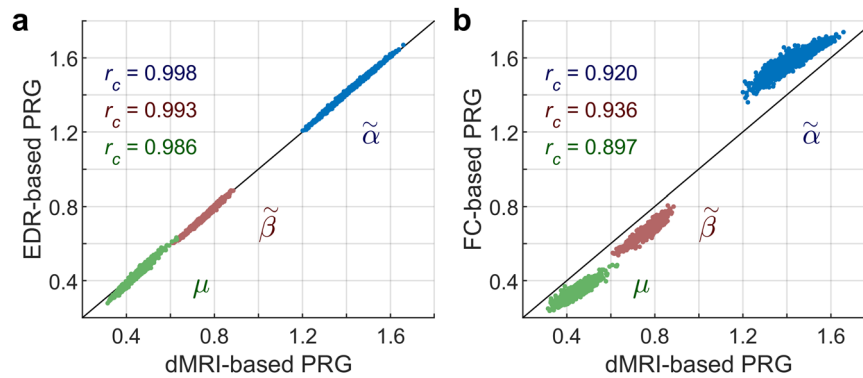 a
EDR-based PRG
1.6
1.2
0.8
0.4
r_c = 0.998
r_c = 0.993
r_c = 0.986
α̃
β̃
μ
0.4 0.8 1.2 1.6
dMRI-based PRG
b
FC-based PRG
1.6
1.2
0.8
0.4
r_c = 0.920
r_c = 0.936
r_c = 0.897
α̃
β̃
μ
0.4 0.8 1.2 1.6
dMRI-based PRG